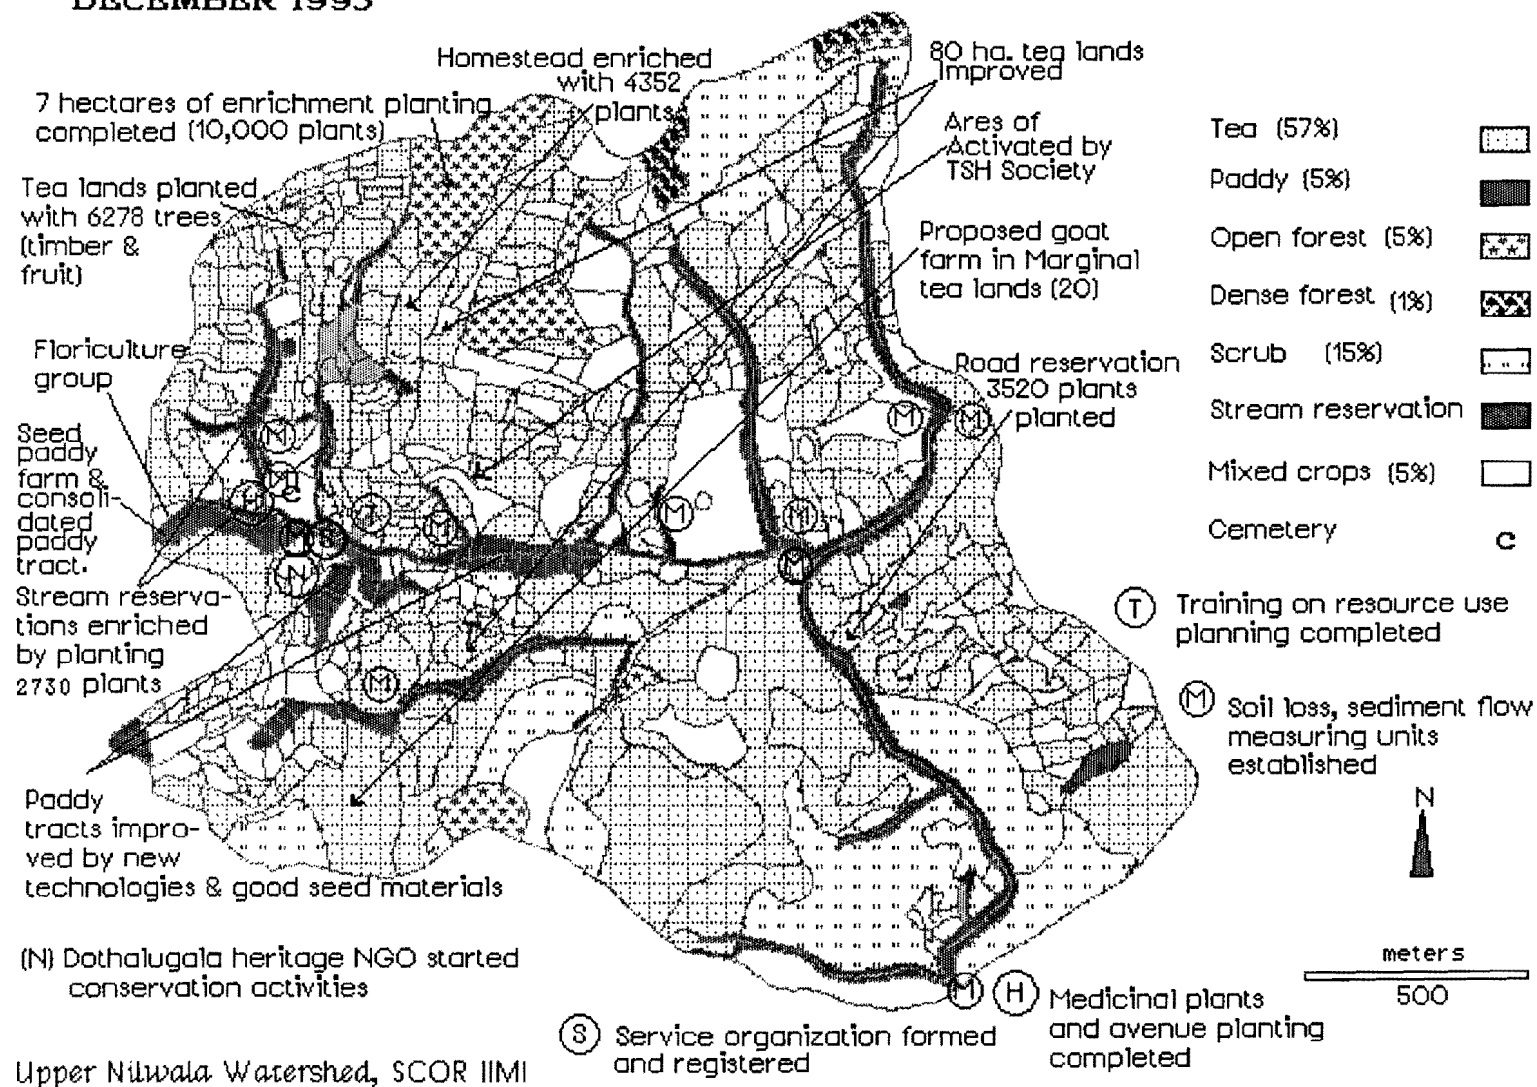 DECEMBER 1993
Homestead enriched
with 4352
plants
80 ha. tea lands
Improved
7 hectares of enrichment planting
completed (10,000 plants)
Ares of
Activated by
TSH Society
Tea lands planted
with 6278 trees
(timber &
fruit)
Proposed goat
farm in Marginal
tea lands (20)
Floriculture
group
Road reservation
3520 plants
planted
Seed
paddy
farm &
consoli-
dated
paddy
tract.
Stream reserva-
tions enriched
by planting
2730 plants
Paddy
tracts impro-
ved by new
technologies & good seed materials
(N) Dothalugala heritage NGO started
conservation activities
Upper Nilwala Watershed, SCOR IIMI
Tea (57%)
Paddy (5%)
Open forest (5%)
Dense forest (1%)
Scrub (15%)
Stream reservation
Mixed crops (5%)
Cemetery C
T Training on resource use
planning completed
M Soil loss, sediment flow
measuring units
established
N
meters
500
M H Medicinal plants
and avenue planting
completed
S Service organization formed
and registered
M
M
C
H
M
S
N
T
M
M
M
M
M
M
M